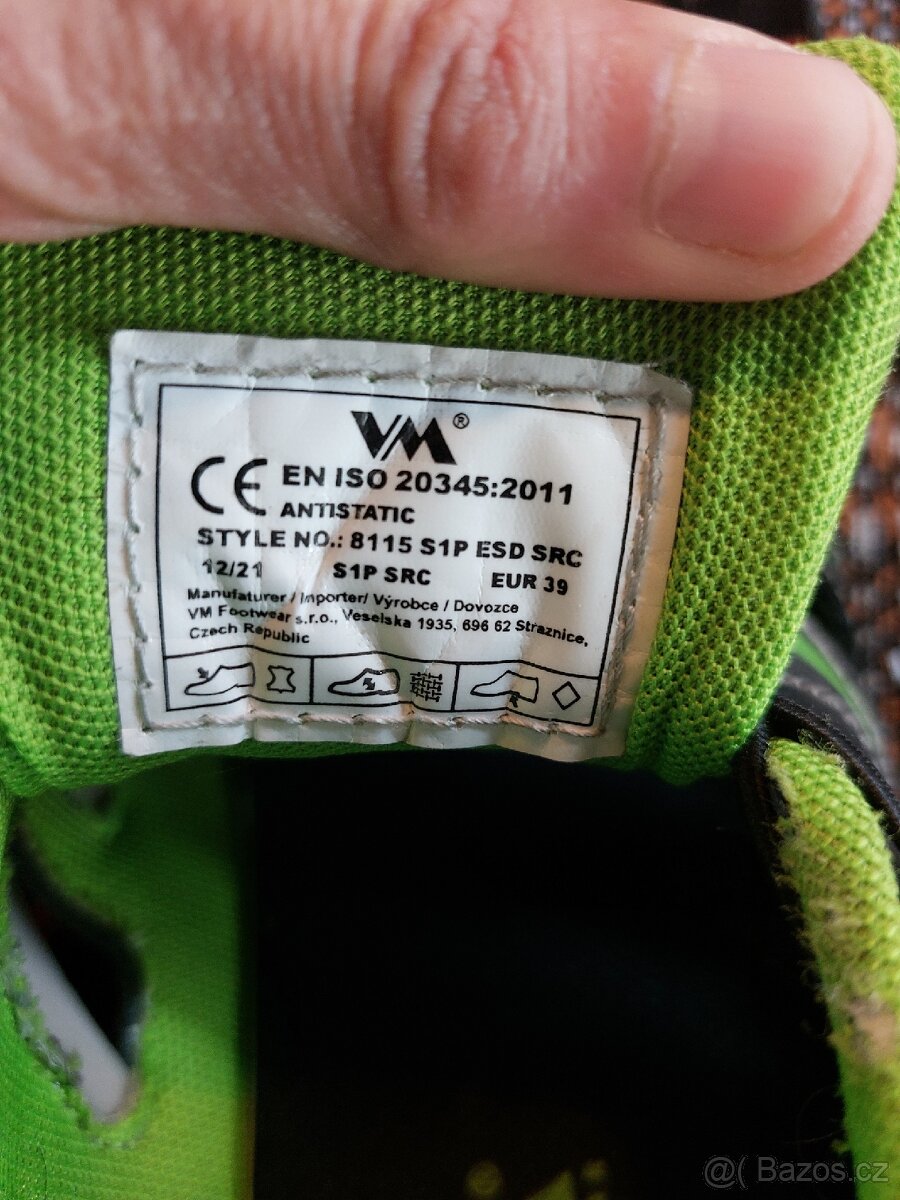 VM®
CE EN ISO 20345:2011
ANTISTATIC
STYLE NO.: 8115 S1P ESD SRC
12/21 S1P SRC EUR 39
Manufaturer / Inporter/ Výrobce / Dovozce
VM Footwear s.r.o., Veselska 1935, 696 62 Straznice,
Czech Republic
@( Bazos.cz